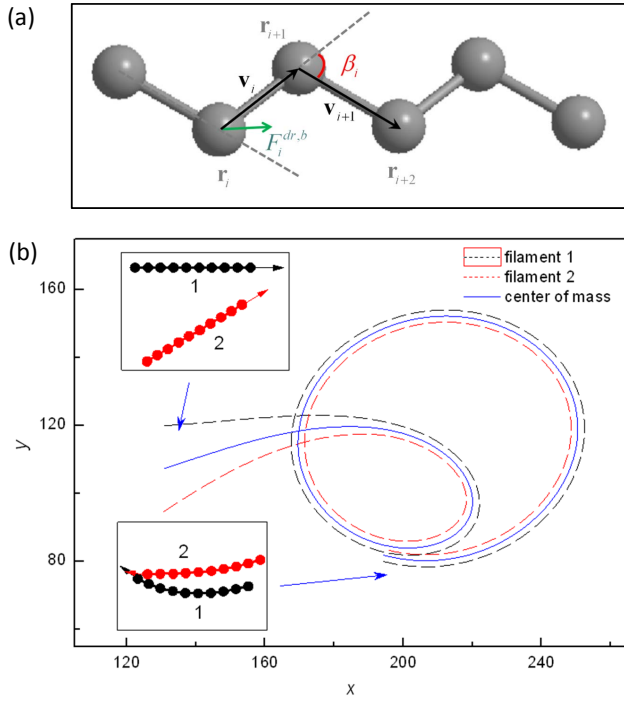 (a)
r_{i+1}
β_i
v_i
v_{i+1}
F_i^{dr,b}
r_i
r_{i+2}
(b)
1
2
filament 1
filament 2
center of mass
160
120
80
y
2
1
120
160
200
240
x